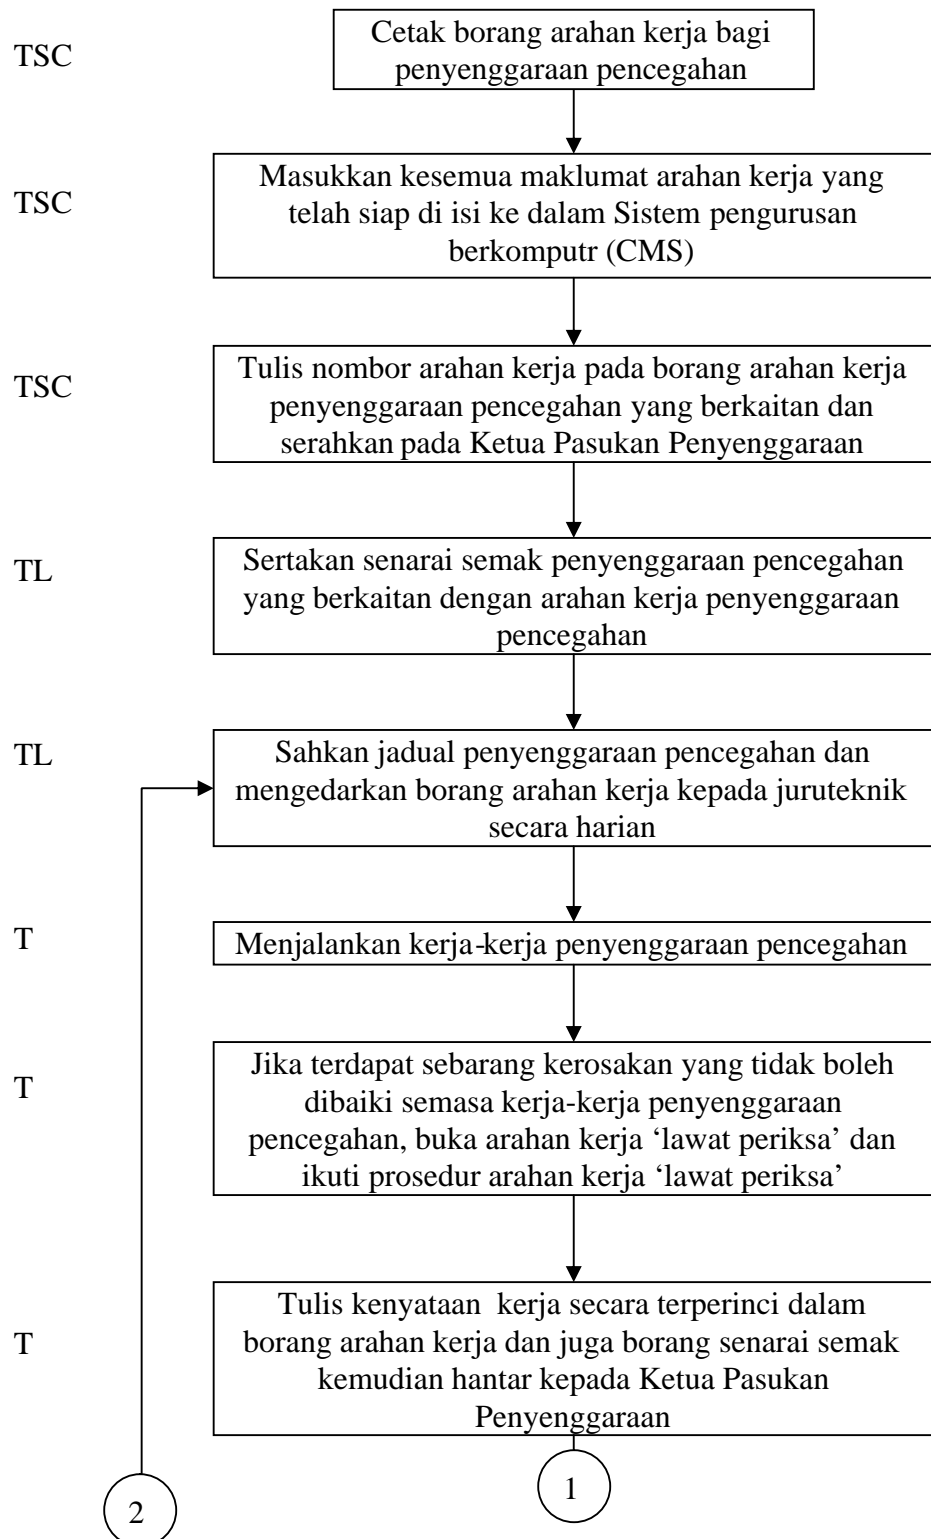 TSC
Cetak borang arahan kerja bagi
penyenggaraan pencegahan
TSC
Masukkan kesemua maklumat arahan kerja yang
telah siap di isi ke dalam Sistem pengurusan
berkomputr (CMS)
TSC
Tulis nombor arahan kerja pada borang arahan kerja
penyenggaraan pencegahan yang berkaitan dan
serahkan pada Ketua Pasukan Penyenggaraan
TL
Sertakan senarai semak penyenggaraan pencegahan
yang berkaitan dengan arahan kerja penyenggaraan
pencegahan
TL
Sahkan jadual penyenggaraan pencegahan dan
mengedarkan borang arahan kerja kepada juruteknik
secara harian
T
Menjalankan kerja-kerja penyenggaraan pencegahan
T
Jika terdapat sebarang kerosakan yang tidak boleh
dibaiki semasa kerja-kerja penyenggaraan
pencegahan, buka arahan kerja ‘lawat periksa’ dan
ikuti prosedur arahan kerja ‘lawat periksa’
T
Tulis kenyataan  kerja secara terperinci dalam
borang arahan kerja dan juga borang senarai semak
kemudian hantar kepada Ketua Pasukan
Penyenggaraan
2
1